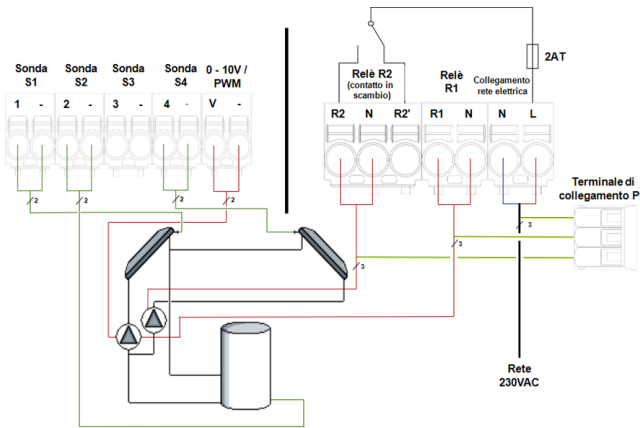 Sonda S1
Sonda S2
Sonda S3
Sonda S4
0 - 10V / PWM
1 -
2 -
3 -
4 -
V -
Relè R2
(contatto in scambio)
Relè R1
Collegamento rete elettrica
2AT
R2 N R2'
R1 N
N L
2
2
2
2
3
3
3
Terminale di collegamento P
Rete 230VAC